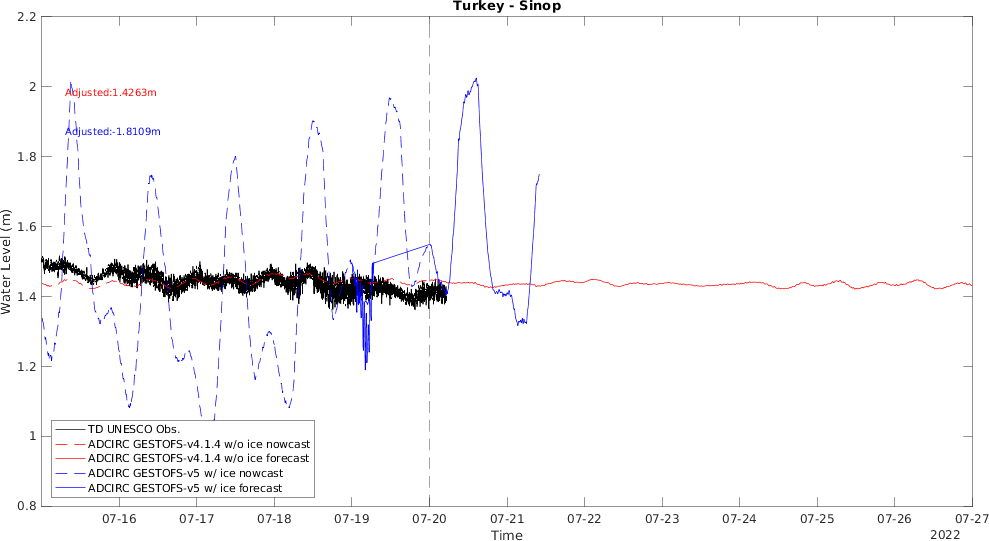 Turkey - Sinop
2.2
2
1.8
1.6
1.4
1.2
1
0.8
Water Level (m)
Adjusted:1.4263m
Adjusted:-1.8109m
TD UNESCO Obs.
ADCIRC GESTOFS-v4.1.4 w/o ice nowcast
ADCIRC GESTOFS-v4.1.4 w/o ice forecast
ADCIRC GESTOFS-v5 w/ ice nowcast
ADCIRC GESTOFS-v5 w/ ice forecast
07-16 07-17 07-18 07-19 07-20 07-21 07-22 07-23 07-24 07-25 07-26 07-27
Time
2022